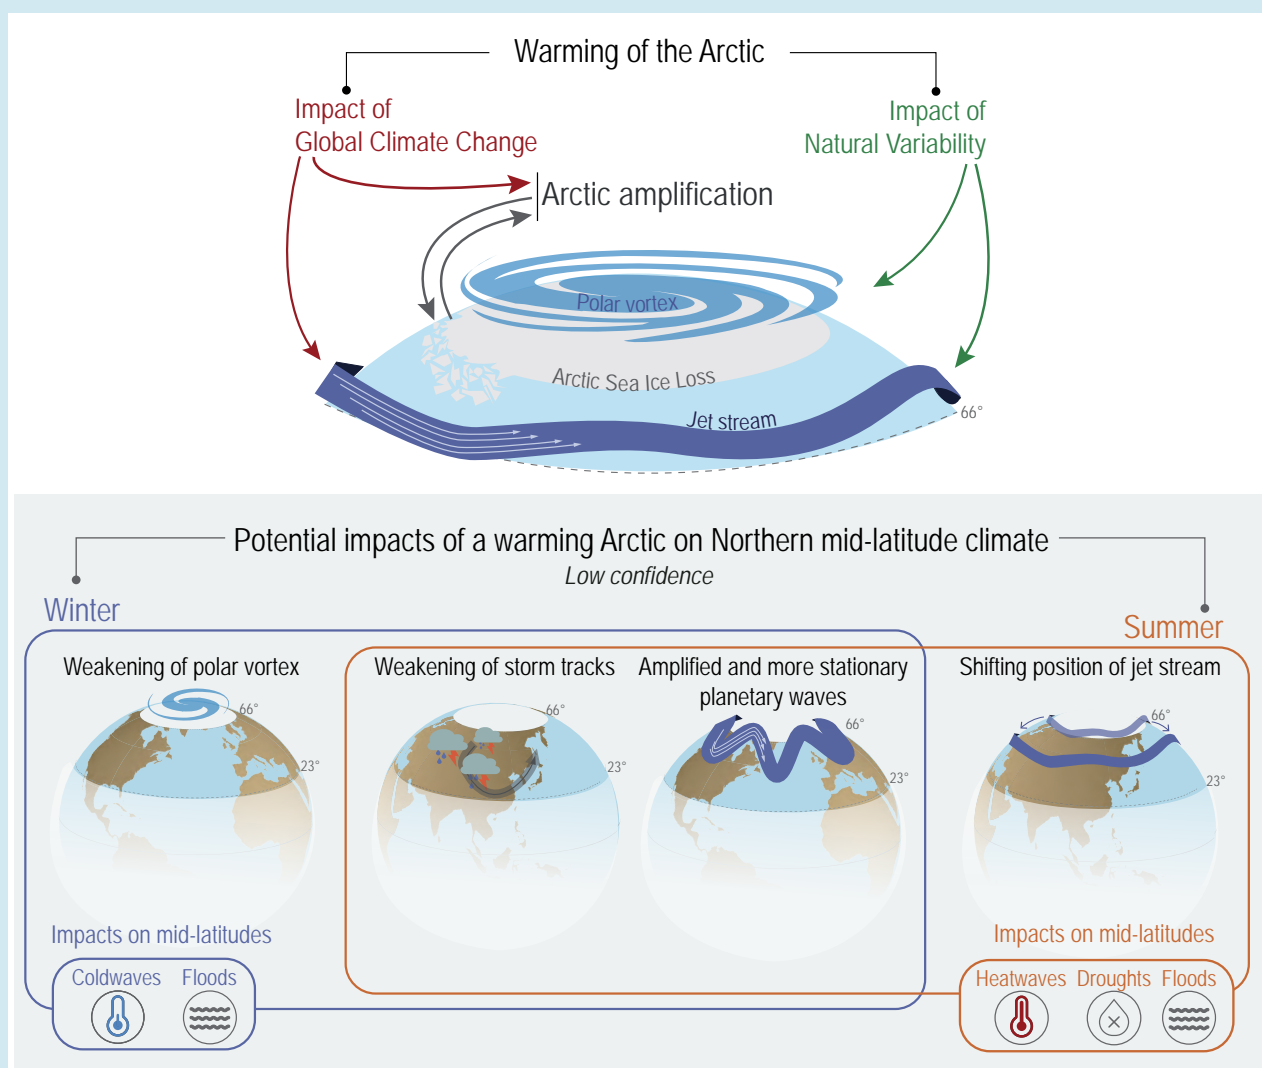 Warming of the Arctic
Impact of
Global Climate Change
Impact of
Natural Variability
Arctic amplification
Polar vortex
Arctic Sea Ice Loss
Jet stream
66°
Potential impacts of a warming Arctic on Northern mid-latitude climate
Low confidence
Winter
Summer
Weakening of polar vortex
66°
23°
Weakening of storm tracks
66°
23°
Amplified and more stationary
planetary waves
66°
23°
Shifting position of jet stream
66°
23°
Impacts on mid-latitudes
Coldwaves
Floods
Impacts on mid-latitudes
Heatwaves
Droughts
Floods